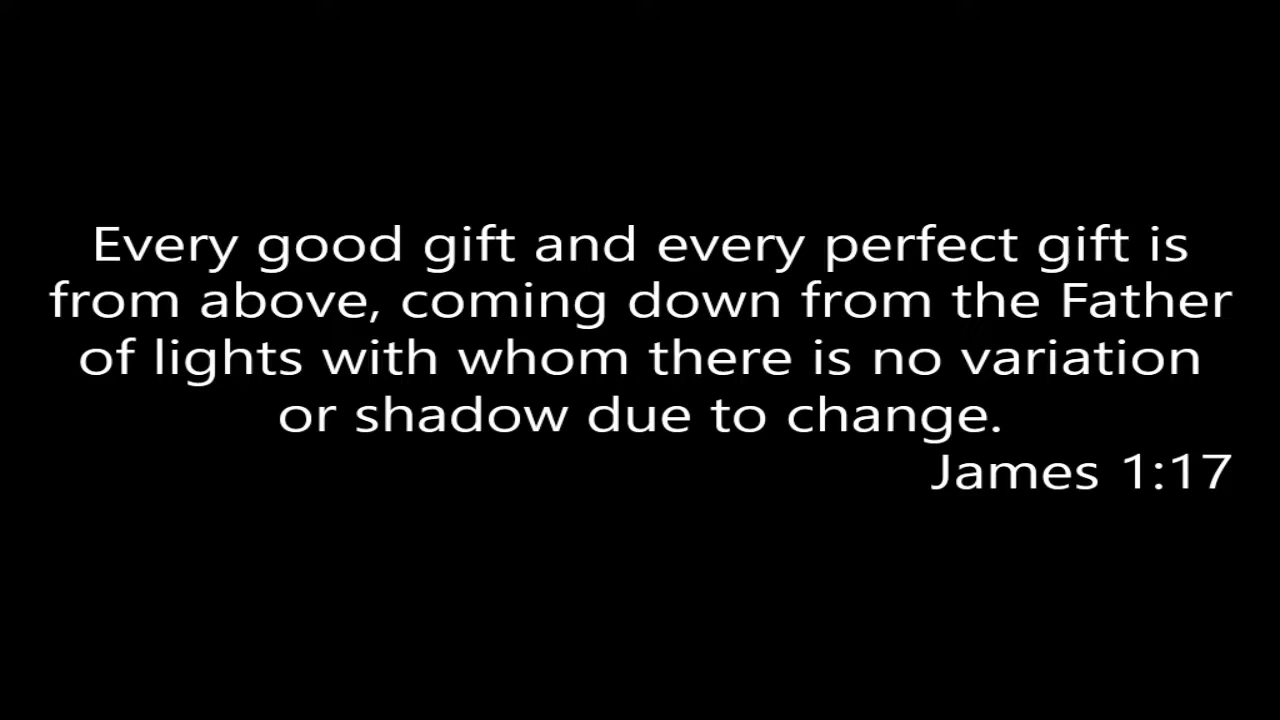 Every good gift and every perfect gift is
from above, coming down from the Father
of lights with whom there is no variation
or shadow due to change.
James 1:17